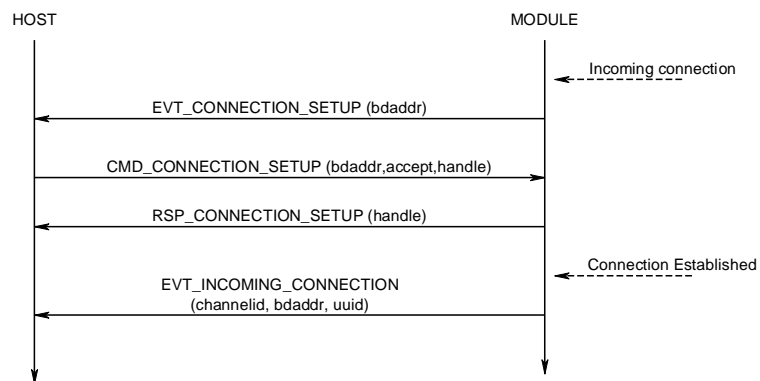 HOST
MODULE
Incoming connection
EVT_CONNECTION_SETUP (bdaddr)
CMD_CONNECTION_SETUP (bdaddr,accept,handle)
RSP_CONNECTION_SETUP (handle)
Connection Established
EVT_INCOMING_CONNECTION
(channelid, bdaddr, uuid)